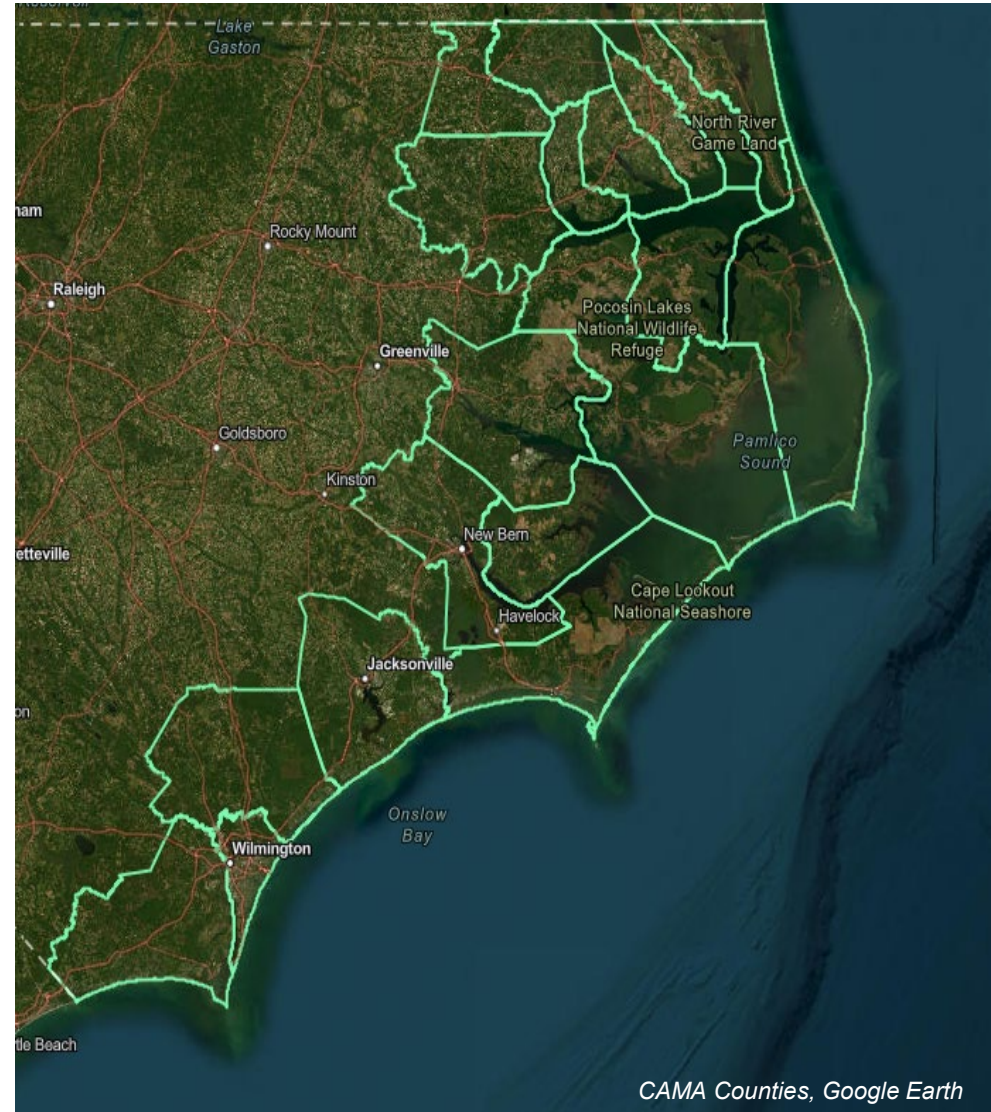 Reservoir
Lake
Gaston
North River
Game Land
ham
Rocky Mount
Raleigh
Pocosin Lakes
National Wildlife
Refuge
Greenville
Goldsboro
Pamlico
Sound
Kinston
New Bern
etteville
Cape Lookout
National Seashore
Havelock
Jacksonville
on
Onslow
Bay
Wilmington
tle Beach
CAMA Counties, Google Earth